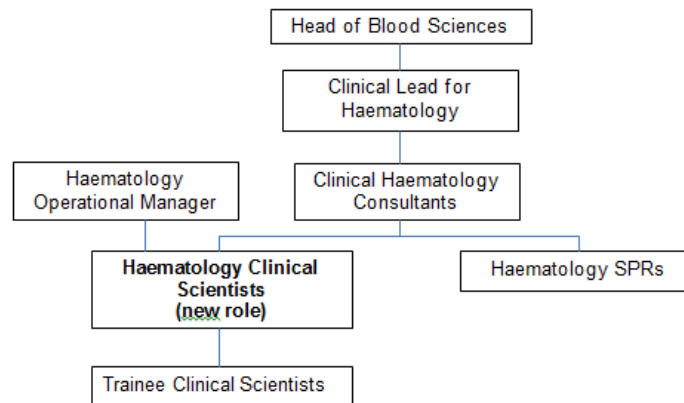 Head of Blood Sciences
Clinical Lead for
Haematology
Haematology
Operational Manager
Clinical Haematology
Consultants
Haematology Clinical
Scientists
(new role)
Haematology SPRs
Trainee Clinical Scientists